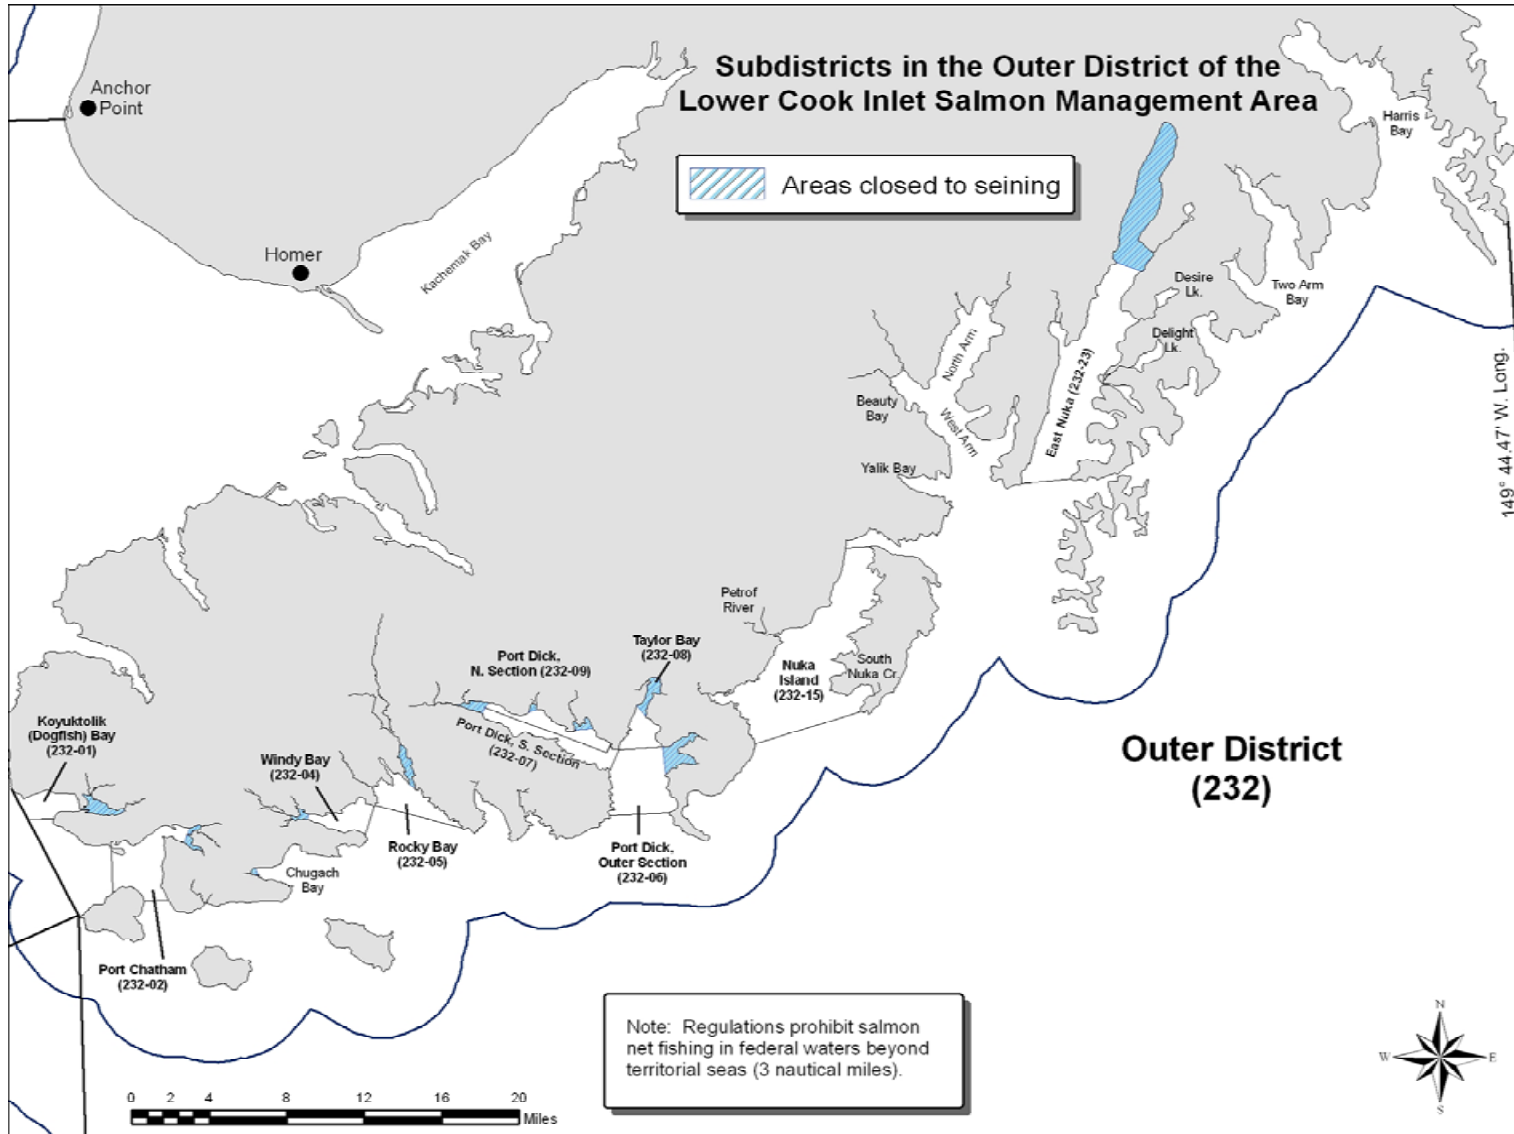 Subdistricts in the Outer District of the
Lower Cook Inlet Salmon Management Area
Areas closed to seining
Anchor
Point
Homer
Kachemak Bay
Harris
Bay
Two Arm
Bay
Desire
Lk.
Delight
Lk.
East Nuka (232-23)
North Arm
West Arm
Beauty
Bay
Yalik Bay
149° 44.47' W. Long.
Petrof
River
Nuka
Island
(232-15)
South
Nuka Cr.
Taylor Bay
(232-08)
Port Dick,
N. Section (232-09)
Port Dick, S. Section
(232-07)
Koyuktolik
(Dogfish) Bay
(232-01)
Windy Bay
(232-04)
Rocky Bay
(232-05)
Port Dick,
Outer Section
(232-06)
Chugach
Bay
Port Chatham
(232-02)
Outer District
(232)
Note: Regulations prohibit salmon
net fishing in federal waters beyond
territorial seas (3 nautical miles).
0 2 4 8 12 16 20
Miles
N
W E
S